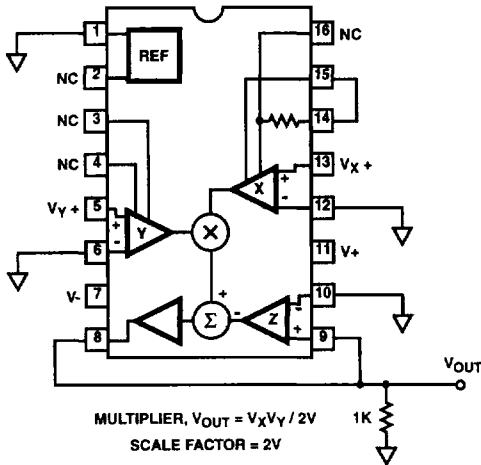 1
REF
16 NC
NC 2
15
NC 3
14
NC 4
13 VX +
+
X
-
VY + 5
12
+
Y
-
×
6
11 V+
V- 7
10
+
-
Σ
-
Z
+
8
9
VOUT
1K
MULTIPLIER, VOUT = VXVY / 2V
SCALE FACTOR = 2V